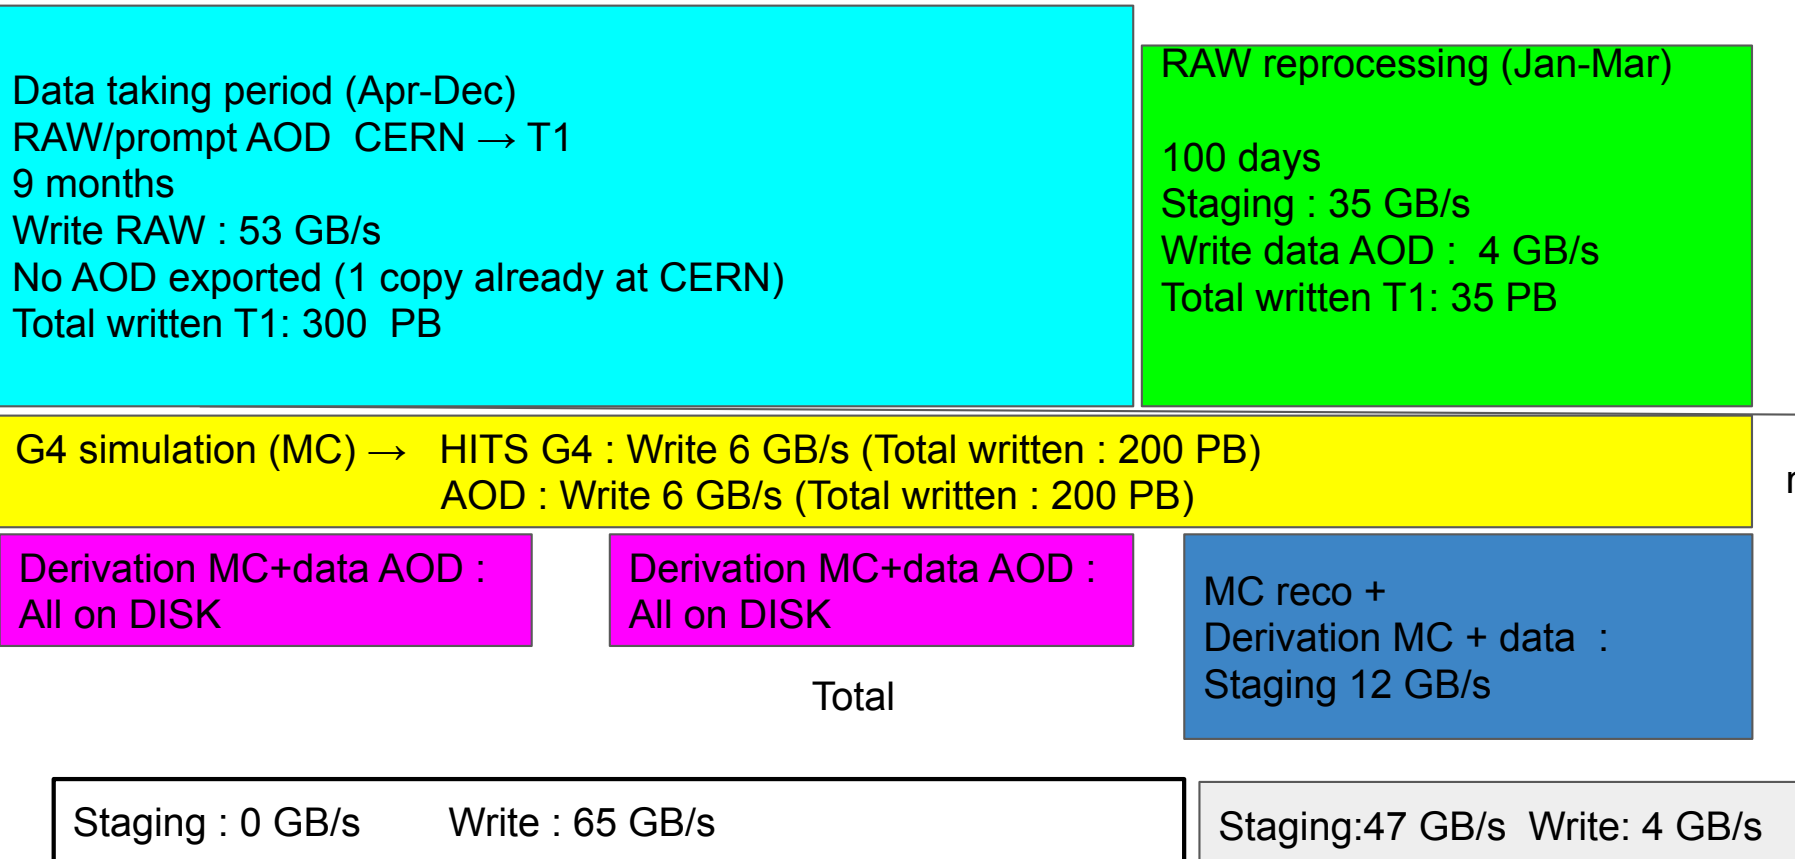 Data taking period (Apr-Dec)
RAW/prompt AOD CERN → T1
9 months
Write RAW : 53 GB/s
No AOD exported (1 copy already at CERN)
Total written T1: 300 PB
RAW reprocessing (Jan-Mar)
100 days
Staging : 35 GB/s
Write data AOD : 4 GB/s
Total written T1: 35 PB
G4 simulation (MC) → HITS G4 : Write 6 GB/s (Total written : 200 PB)
AOD : Write 6 GB/s (Total written : 200 PB)
Derivation MC+data AOD :
All on DISK
Derivation MC+data AOD :
All on DISK
MC reco +
Derivation MC + data :
Staging 12 GB/s
Total
Staging : 0 GB/s Write : 65 GB/s
Staging:47 GB/s Write: 4 GB/s